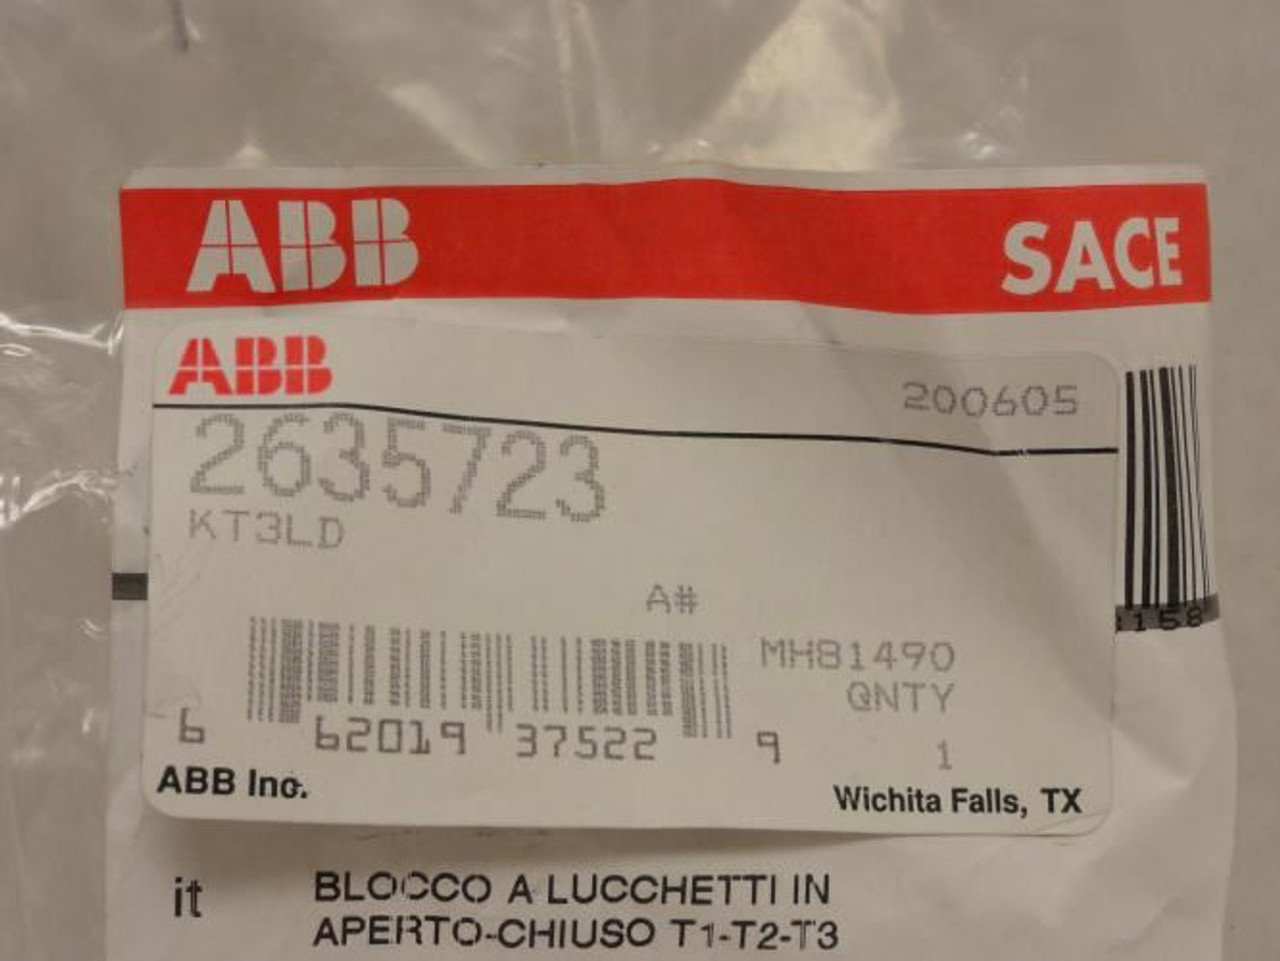 ABB SACE
ABB
200605
2635723
KT3LD
A#
MH81490
QNTY
1
6 62019 37522 9
ABB Inc. Wichita Falls, TX
158
it BLOCCO A LUCCHETTI IN
APERTO-CHIUSO T1-T2-T3